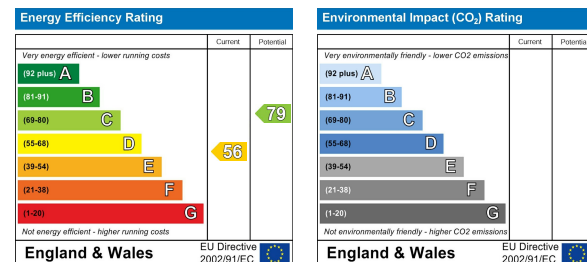 Energy Efficiency Rating
Current Potential
Very energy efficient - lower running costs
(92 plus) A
(81-91) B
(69-80) C
79
(55-68) D
56
(39-54) E
(21-38) F
(1-20) G
Not energy efficient - higher running costs
England & Wales
EU Directive
2002/91/EC
Environmental Impact (CO₂) Rating
Current Potential
Very environmentally friendly - lower CO2 emissions
(92 plus) A
(81-91) B
(69-80) C
(55-68) D
(39-54) E
(21-38) F
(1-20) G
Not environmentally friendly - higher CO2 emissions
England & Wales
EU Directive
2002/91/EC